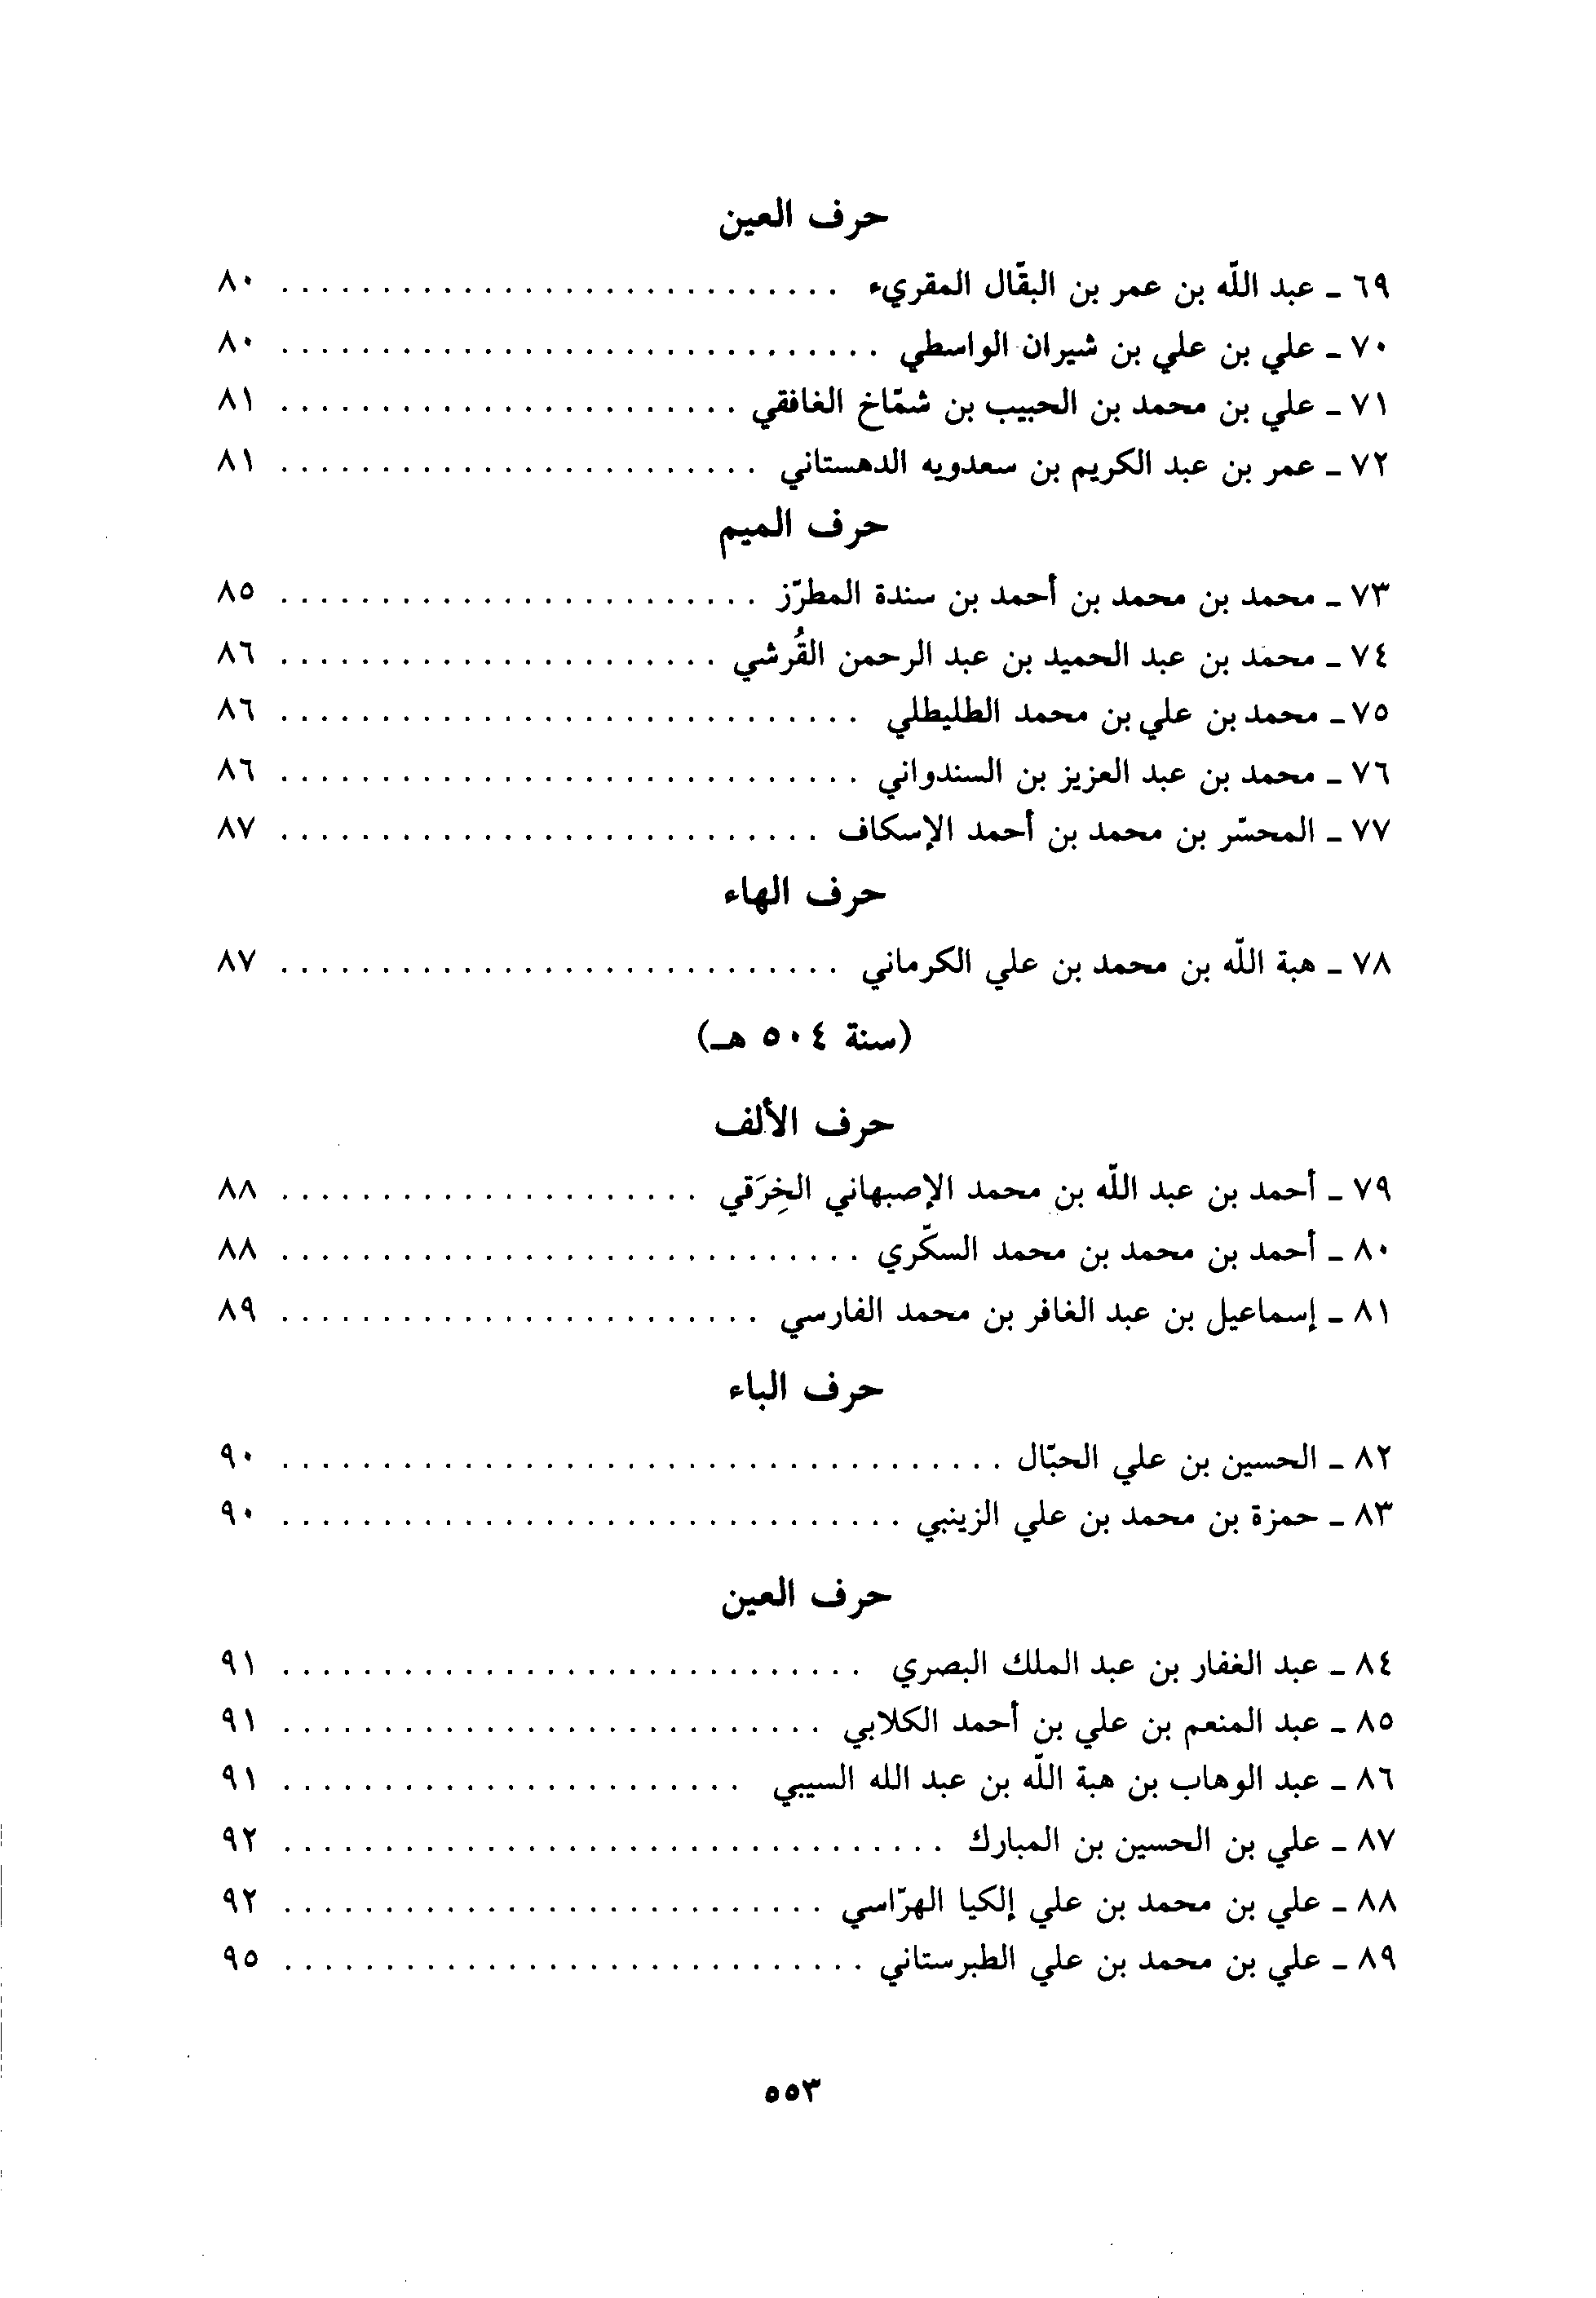 حرف العين
٦٩ ـ عبد اللّه بن عمر بن البقّال المقريء . . . . . . . . . . . . . . . . . . . . . . . . . . . . ٨٠
٧٠ ـ علي بن علي بن شيران الواسطي . . . . . . . . . . . . . . . . . . . . . . . . . . . . . . ٨٠
٧١ ـ علي بن محمد بن الحبيب بن شمّاخ الغافقي . . . . . . . . . . . . . . . . . . . . . . . ٨١
٧٢ ـ عمر بن عبد الكريم بن سعدويه الدهستاني . . . . . . . . . . . . . . . . . . . . . . . . ٨١
حرف الميم
٧٣ ـ محمد بن محمد بن أحمد بن سندة المطرّز . . . . . . . . . . . . . . . . . . . . . . . . ٨٥
٧٤ ـ محمد بن عبد الحميد بن عبد الرحمن القُرشي . . . . . . . . . . . . . . . . . . . . . . ٨٦
٧٥ ـ محمد بن علي بن محمد الطليطلي . . . . . . . . . . . . . . . . . . . . . . . . . . . . . ٨٦
٧٦ ـ محمد بن عبد العزيز بن السندواني . . . . . . . . . . . . . . . . . . . . . . . . . . . . . ٨٦
٧٧ ـ المحسّر بن محمد بن أحمد الإسكاف . . . . . . . . . . . . . . . . . . . . . . . . . . . ٨٧
حرف الهاء
٧٨ ـ هبة اللّه بن محمد بن علي الكرماني . . . . . . . . . . . . . . . . . . . . . . . . . . . . ٨٧
(سنة ٥٠٤ هـ)
حرف الألف
٧٩ ـ أحمد بن عبد اللّه بن محمد الإصبهاني الخِرَقي . . . . . . . . . . . . . . . . . . . . . ٨٨
٨٠ ـ أحمد بن محمد بن محمد السكّري . . . . . . . . . . . . . . . . . . . . . . . . . . . . . ٨٨
٨١ ـ إسماعيل بن عبد الغافر بن محمد الفارسي . . . . . . . . . . . . . . . . . . . . . . . . ٨٩
حرف الباء
٨٢ ـ الحسين بن علي الحبّال . . . . . . . . . . . . . . . . . . . . . . . . . . . . . . . . . . . . ٩٠
٨٣ ـ حمزة بن محمد بن علي الزينبي . . . . . . . . . . . . . . . . . . . . . . . . . . . . . . . ٩٠
حرف العين
٨٤ ـ عبد الغفار بن عبد الملك البصري . . . . . . . . . . . . . . . . . . . . . . . . . . . . . ٩١
٨٥ ـ عبد المنعم بن علي بن أحمد الكلابي . . . . . . . . . . . . . . . . . . . . . . . . . . . ٩١
٨٦ ـ عبد الوهاب بن هبة اللّه بن عبد الله السيبي . . . . . . . . . . . . . . . . . . . . . . . ٩١
٨٧ ـ علي بن الحسين بن المبارك . . . . . . . . . . . . . . . . . . . . . . . . . . . . . . . . . ٩٢
٨٨ ـ علي بن محمد بن علي إلكيا الهرّاسي . . . . . . . . . . . . . . . . . . . . . . . . . . . ٩٢
٨٩ ـ علي بن محمد بن علي الطبرستاني . . . . . . . . . . . . . . . . . . . . . . . . . . . . . ٩٥
٥٥٣